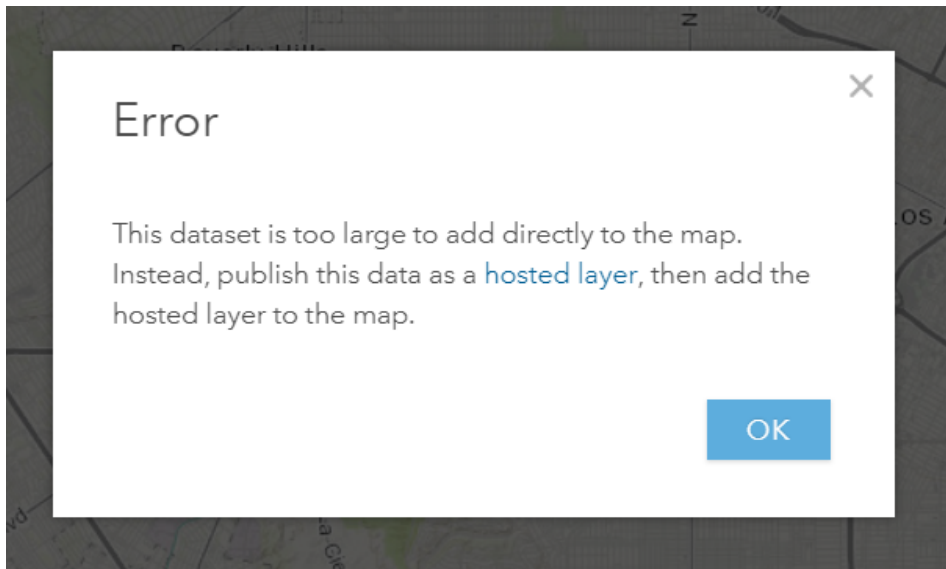 N
Error
This dataset is too large to add directly to the map.
Instead, publish this data as a hosted layer, then add the
hosted layer to the map.
OK